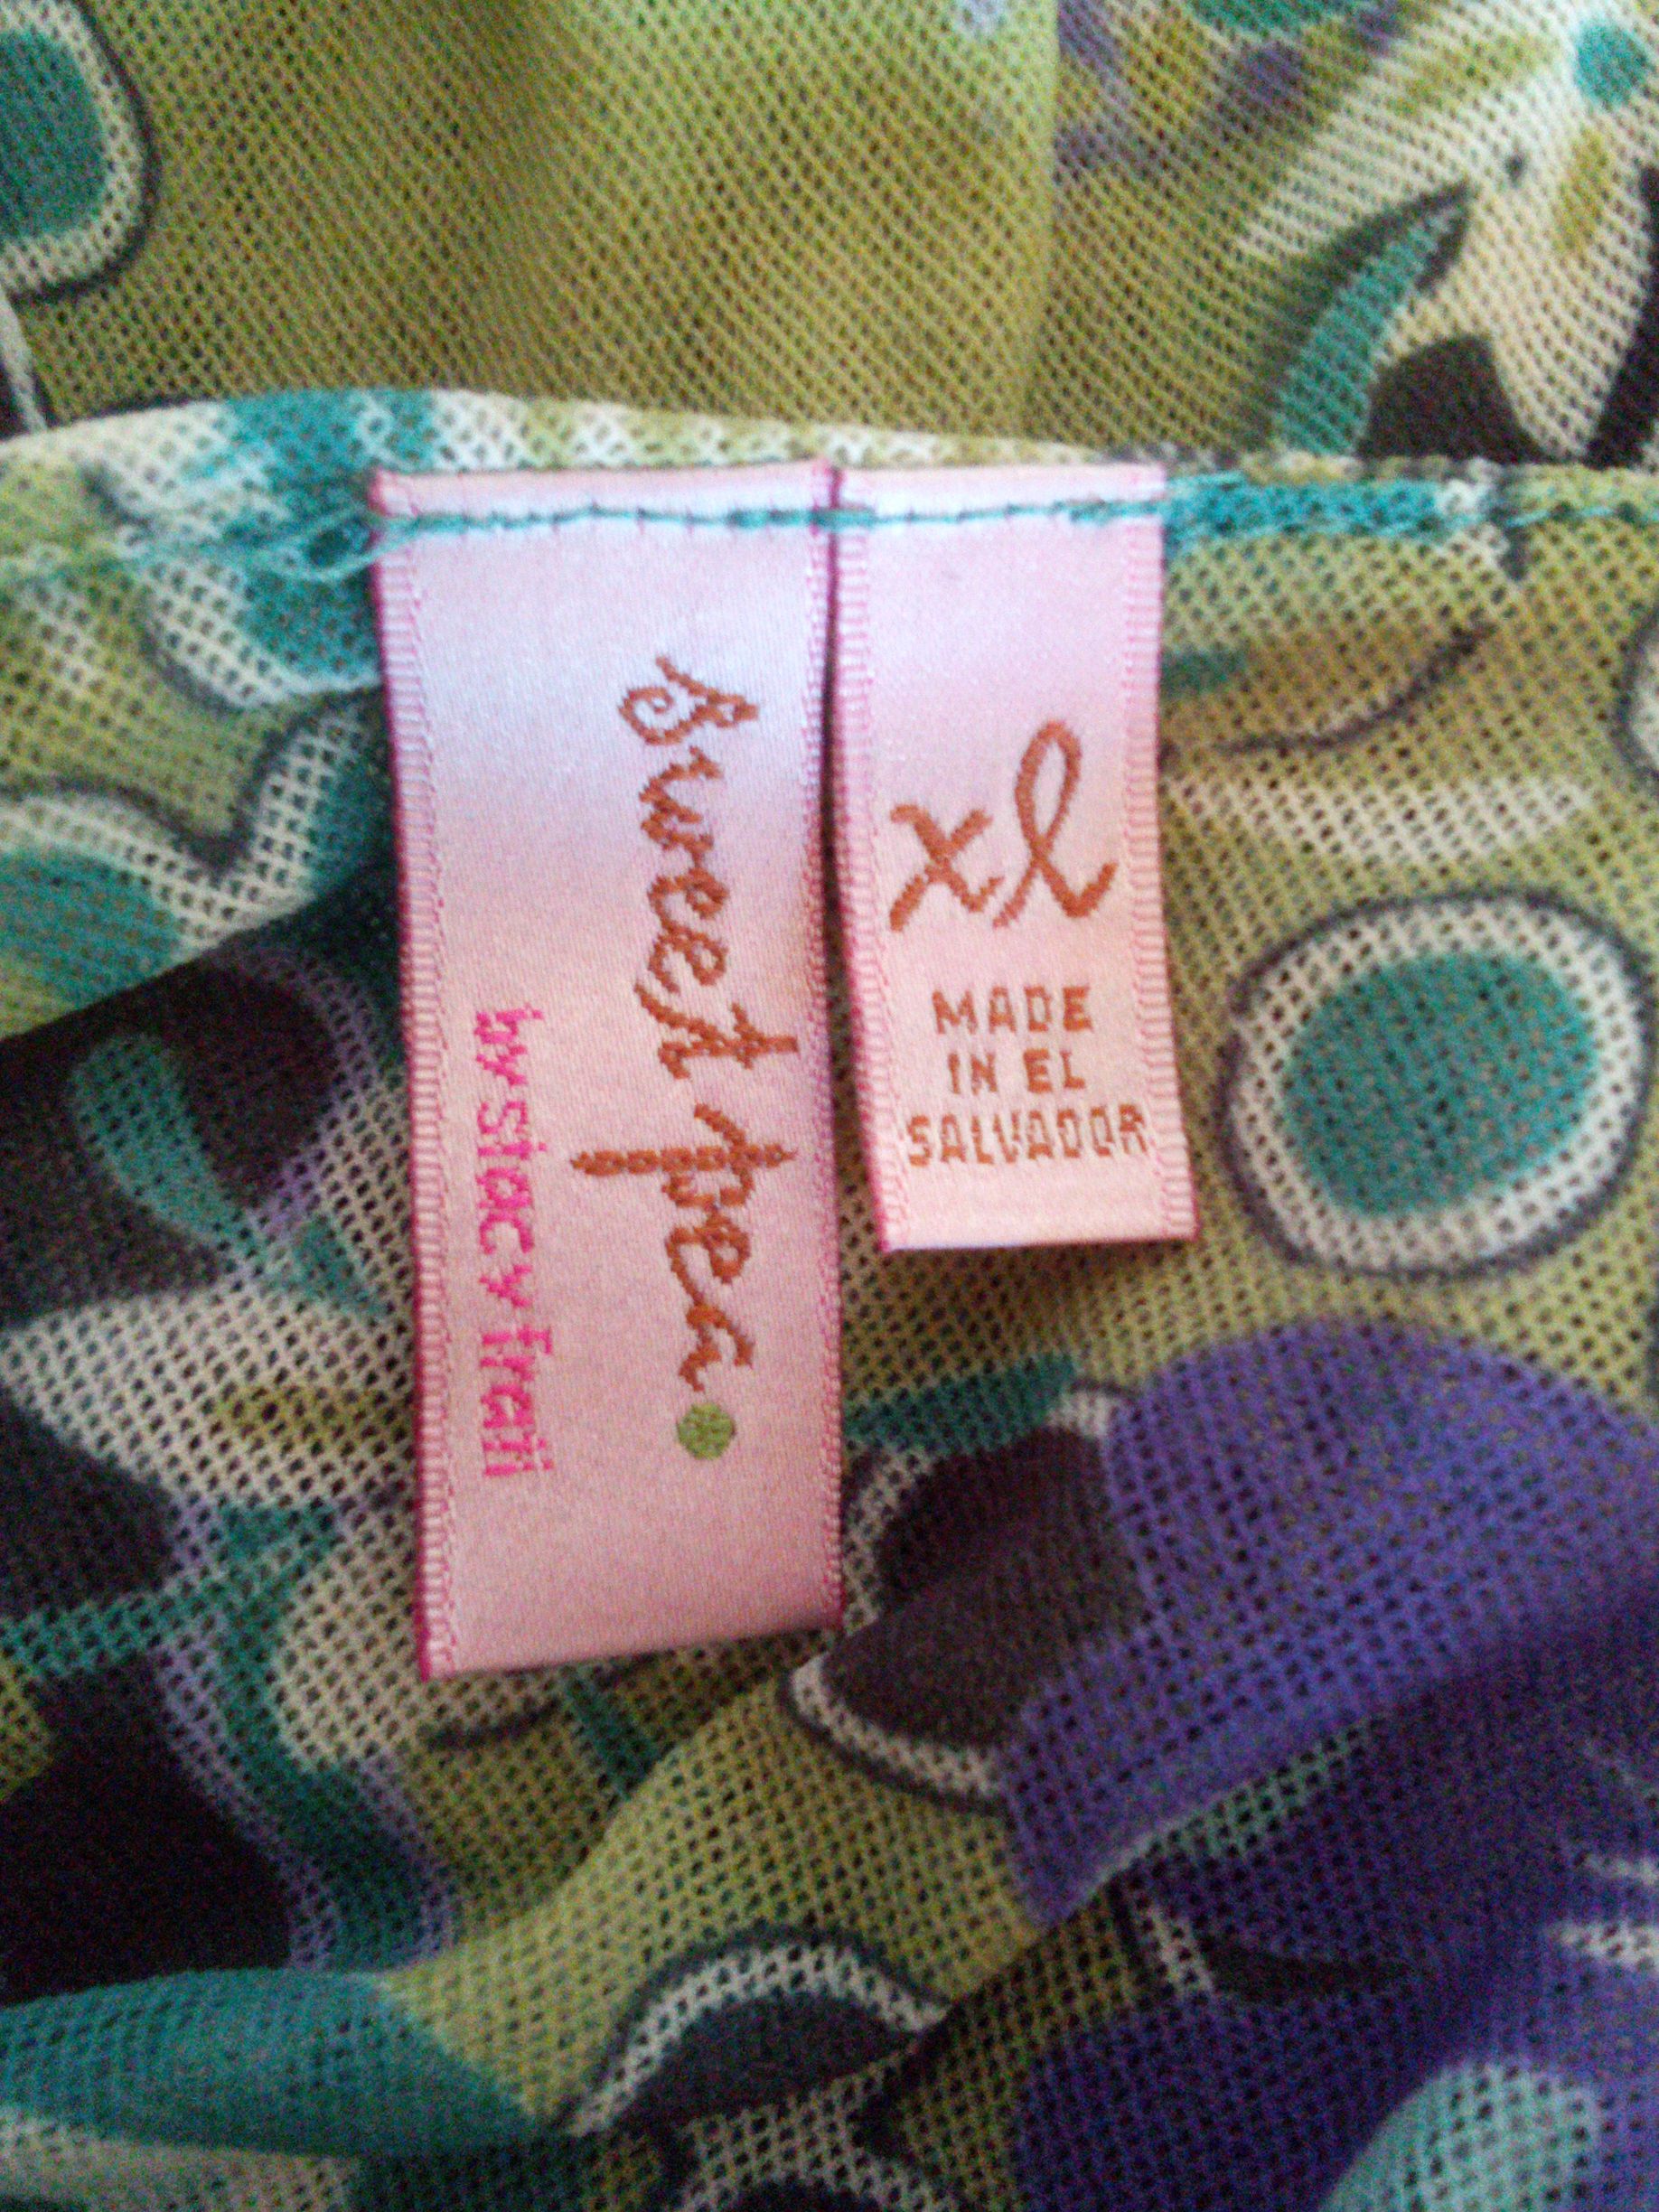 Sweet pea
by stacy frati
xl
MADE
IN EL
SALVADOR